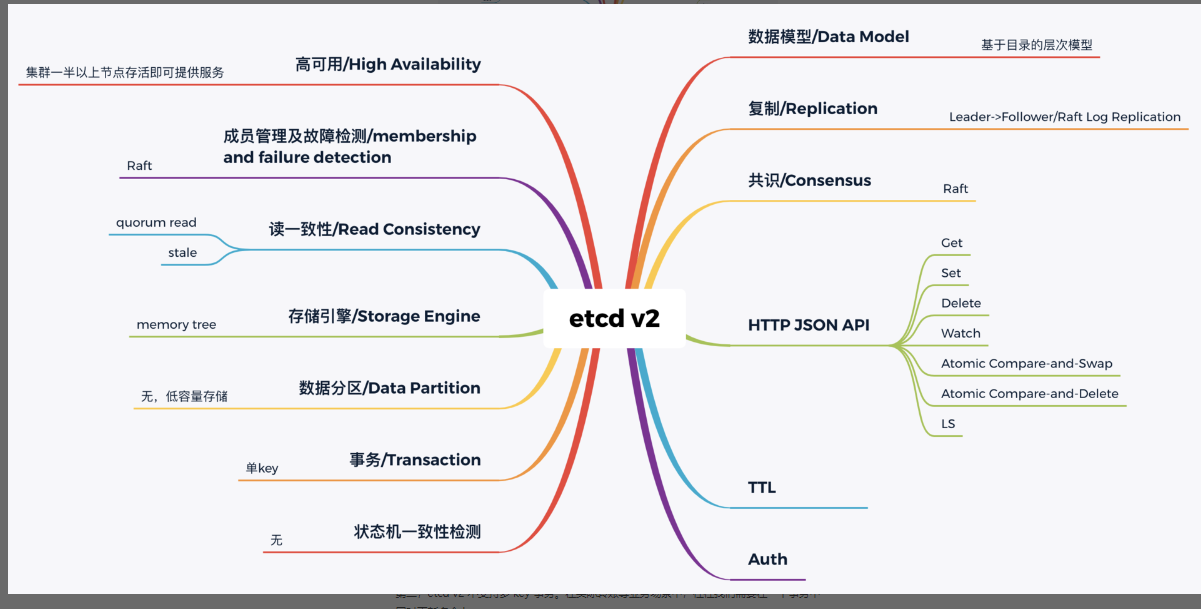 etcd v2
高可用/High Availability
集群一半以上节点存活即可提供服务
成员管理及故障检测/membership
and failure detection
Raft
读一致性/Read Consistency
quorum read
stale
存储引擎/Storage Engine
memory tree
数据分区/Data Partition
无，低容量存储
事务/Transaction
单key
状态机一致性检测
无
数据模型/Data Model
基于目录的层次模型
复制/Replication
Leader->Follower/Raft Log Replication
共识/Consensus
Raft
HTTP JSON API
Get
Set
Delete
Watch
Atomic Compare-and-Swap
Atomic Compare-and-Delete
LS
TTL
Auth